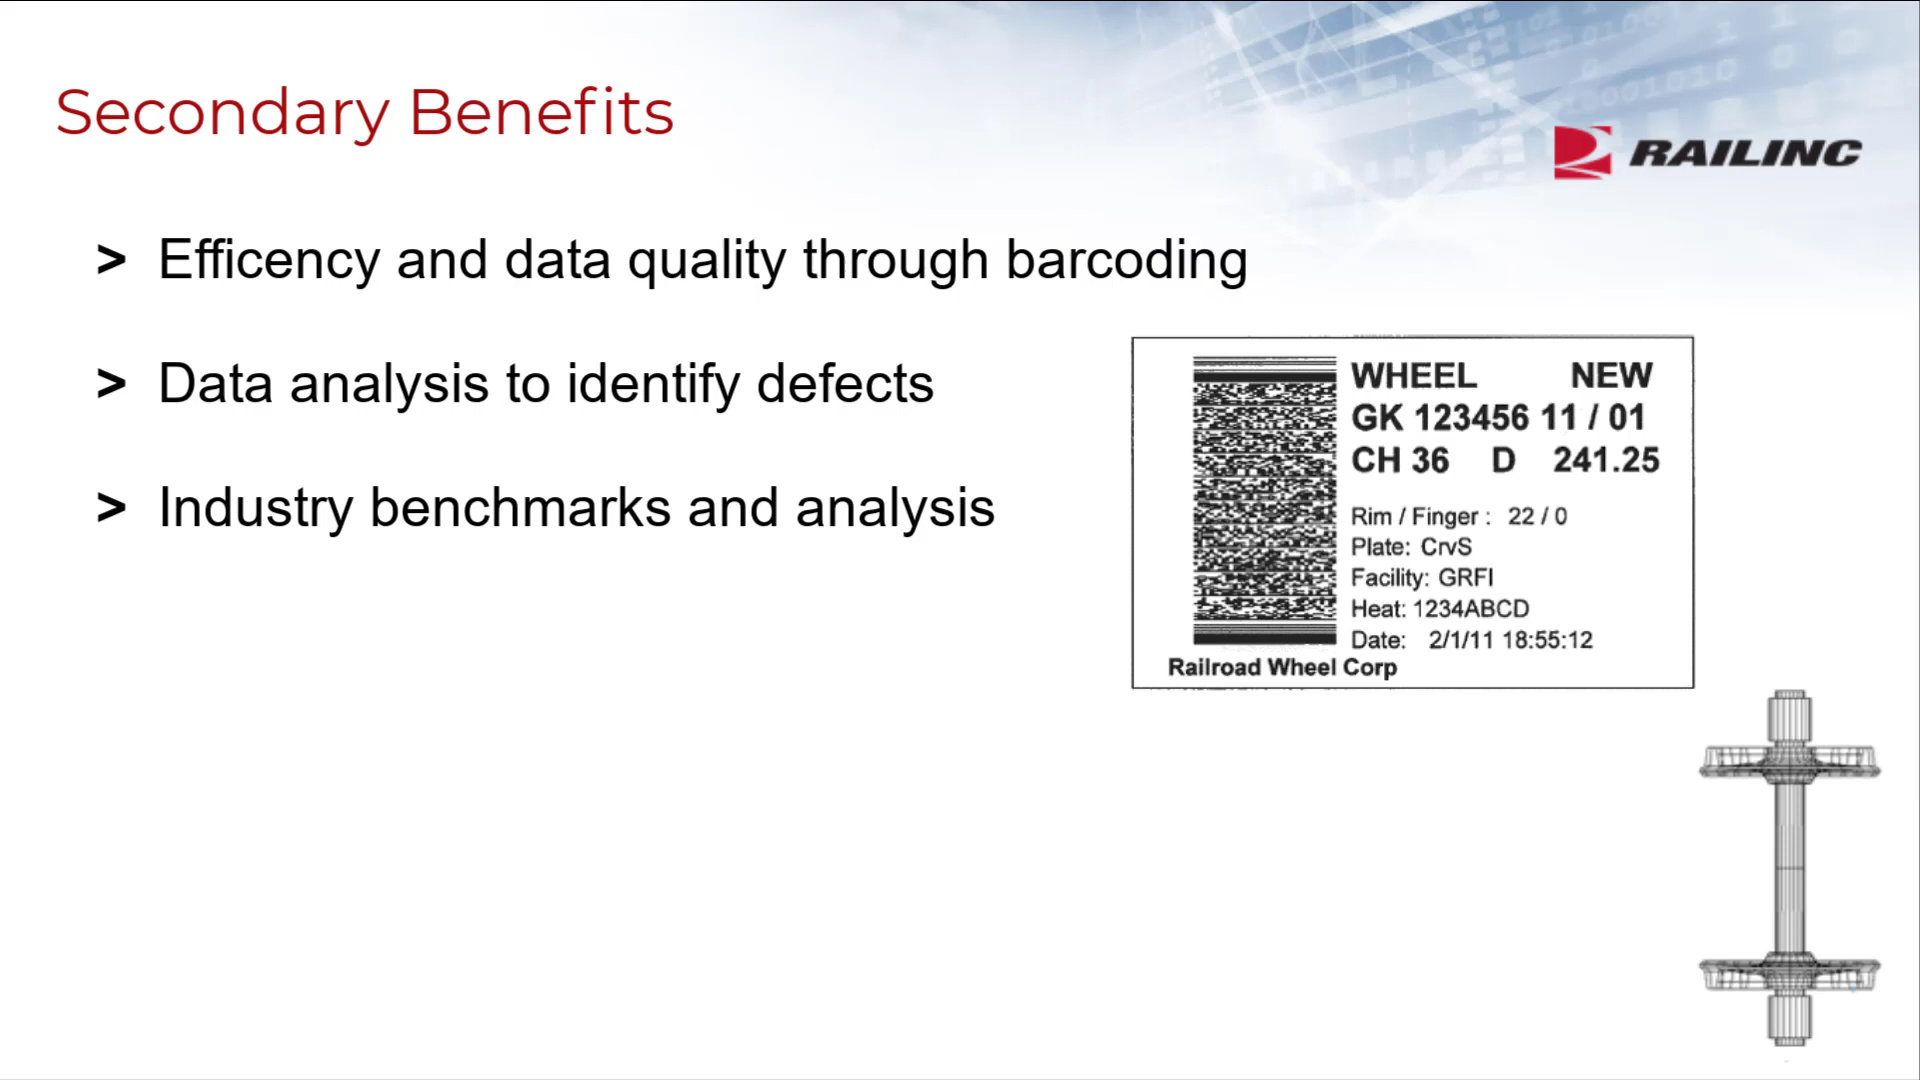 Secondary Benefits
RAILINC
> Efficency and data quality through barcoding
> Data analysis to identify defects
> Industry benchmarks and analysis
WHEEL NEW
GK 123456 11 / 01
CH 36 D 241.25
Rim / Finger : 22 / 0
Plate: CrvS
Facility: GRFI
Heat: 1234ABCD
Date: 2/1/11 18:55:12
Railroad Wheel Corp